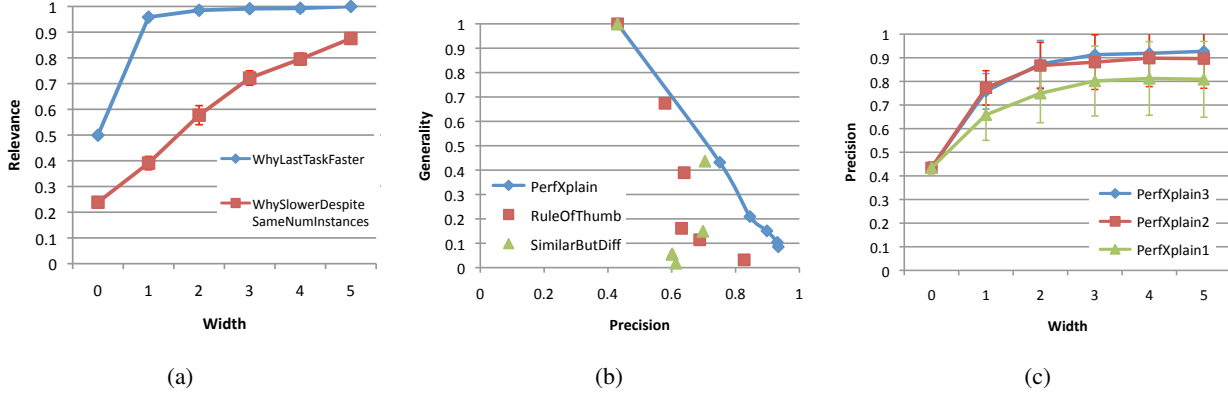 1
0.9
0.8
0.7
0.6
0.5
0.4
0.3
0.2
0.1
0 1 2 3 4 5
Relevance
Width
WhyLastTaskFaster
WhySlowerDespite
SameNumInstances
(a)
1
0.9
0.8
0.7
0.6
0.5
0.4
0.3
0.2
0.1
0
0 0.2 0.4 0.6 0.8 1
Generality
Precision
PerfXplain
RuleOfThumb
SimilarButDiff
(b)
1
0.9
0.8
0.7
0.6
0.5
0.4
0.3
0.2
0.1
0
0 1 2 3 4 5
Precision
Width
PerfXplain3
PerfXplain2
PerfXplain1
(c)